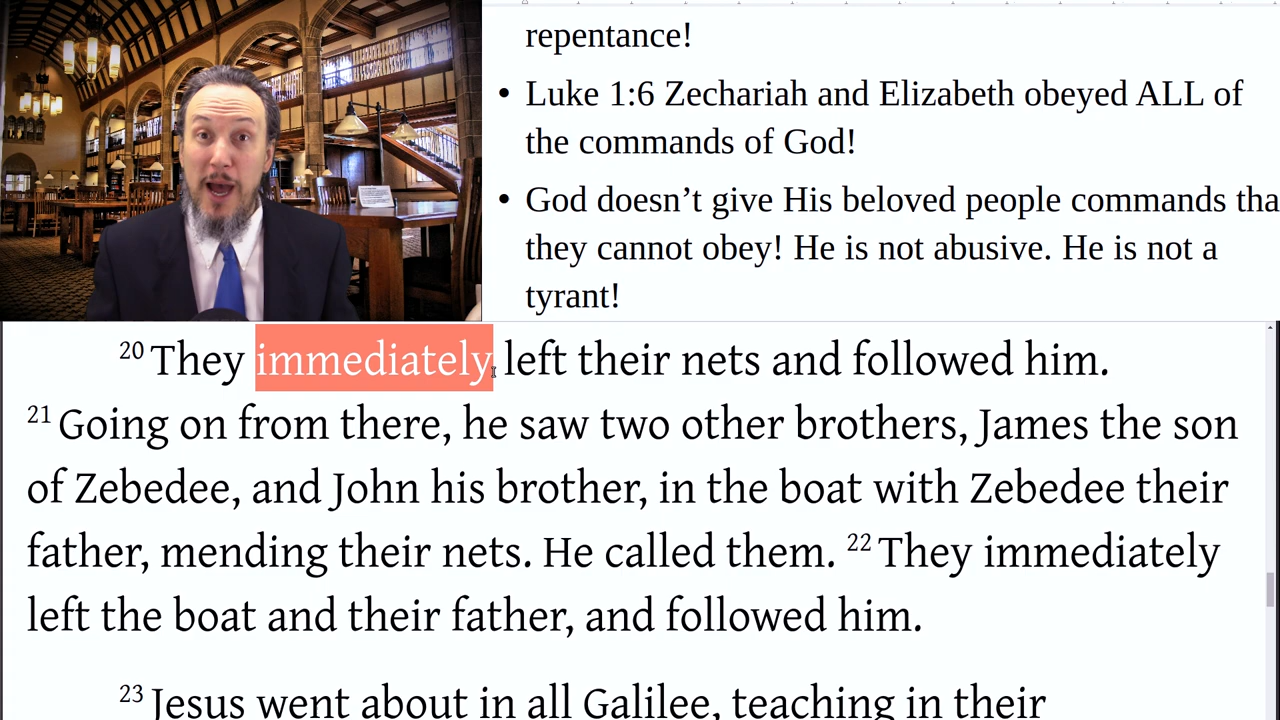 repentance!
• Luke 1:6 Zechariah and Elizabeth obeyed ALL of
the commands of God!
• God doesn’t give His beloved people commands tha
they cannot obey! He is not abusive. He is not a
tyrant!
20 They immediately left their nets and followed him.
21 Going on from there, he saw two other brothers, James the son
of Zebedee, and John his brother, in the boat with Zebedee their
father, mending their nets. He called them. 22 They immediately
left the boat and their father, and followed him.
23 Jesus went about in all Galilee, teaching in their